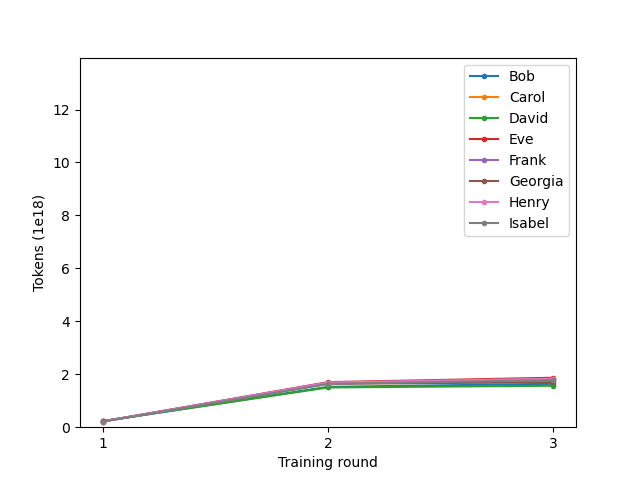 Tokens (1e18)
12
10
8
6
4
2
0
Bob
Carol
David
Eve
Frank
Georgia
Henry
Isabel
1
2
3
Training round